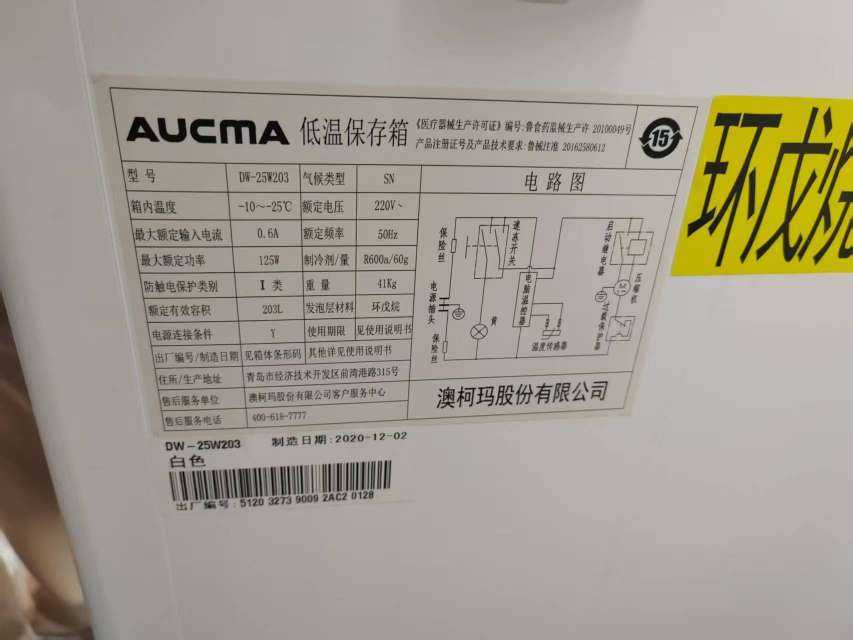 AUCMA 低温保存箱
《医疗器械生产许可证》编号:鲁食药监械生产许 20100049号
产品注册证号及产品技术要求:鲁械注准 20162580612
15
型号 DW-25W203 气候类型 SN
箱内温度 -10~-25℃ 额定电压 220V~
最大额定输入电流 0.6A 额定频率 50Hz
最大额定功率 125W 制冷剂/量 R600a/60g
防触电保护类别 I 类 重量 41Kg
额定有效容积 203L 发泡层材料 环戊烷
电源连接条件 Y 使用期限 见使用说明书
出厂编号/制造日期 见箱体条形码 其他详见使用说明书
住所/生产地址 青岛市经济技术开发区前湾港路315号
售后服务单位 澳柯玛股份有限公司客户服务中心
售后服务电话 400-618-7777
电路图
保险丝
速冻开关
启动继电器
电源插头
电脑温控器
压缩机
M
过载保护器
黄
保险丝
温度传感器
澳柯玛股份有限公司
DW-25W203 制造日期:2020-12-02
白色
出厂编号: 5120 3273 9009 2AC2 0128
环戊烷